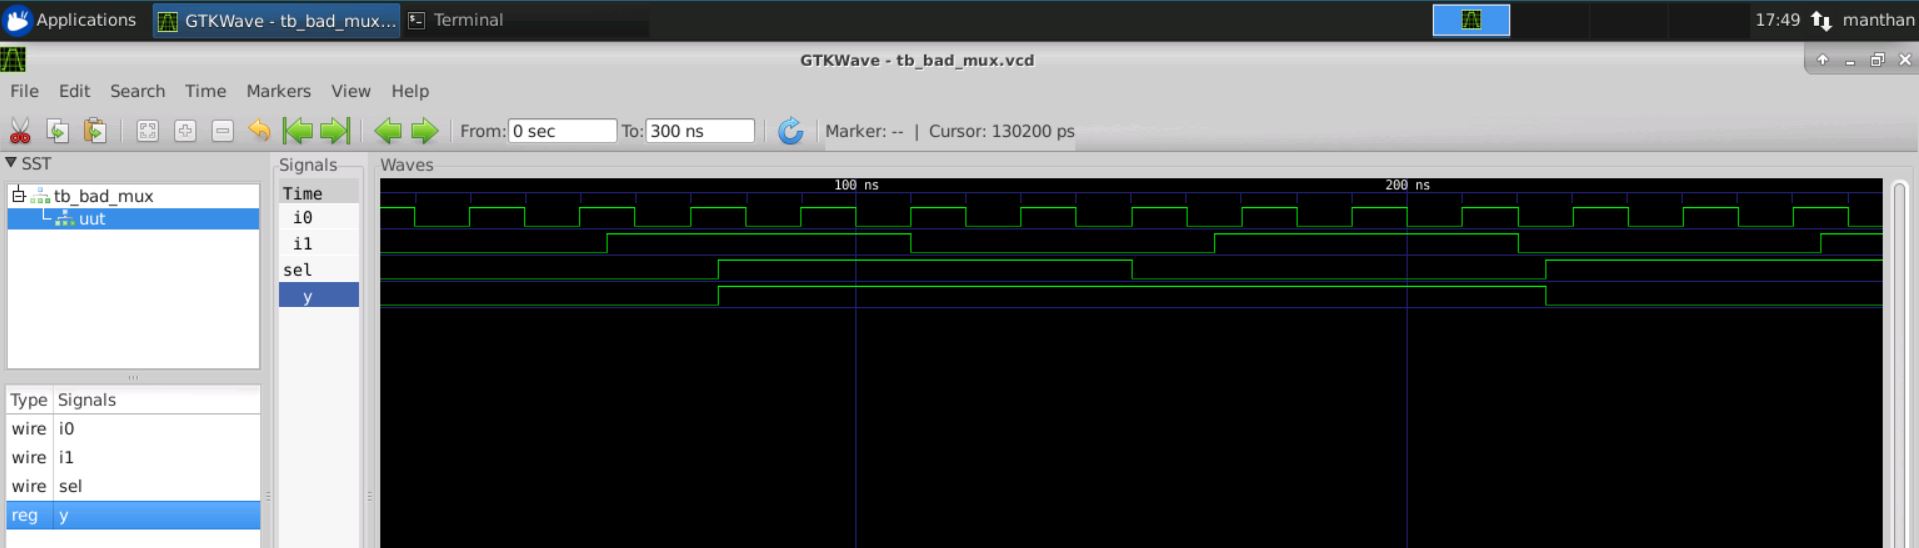 Applications GTKWave - tb_bad_mux... Terminal 17:49 manthan
GTKWave - tb_bad_mux.vcd
File Edit Search Time Markers View Help
From: 0 sec To: 300 ns Marker: -- | Cursor: 130200 ps
SST
tb_bad_mux
uut
Type Signals
wire i0
wire i1
wire sel
reg y
Signals
Time
i0
i1
sel
y
Waves
100 ns 200 ns